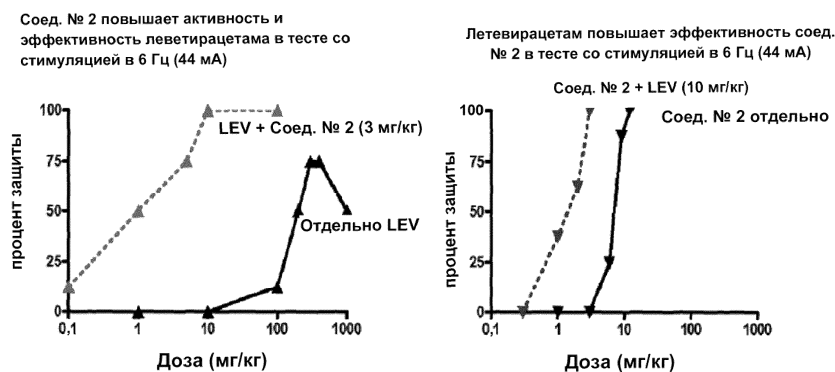 Соед. № 2 повышает активность и
эффективность леветирацетама в тесте со
стимуляцией в 6 Гц (44 мА)
100
75
50
25
0
процент защиты
LEV + Соед. № 2 (3 мг/кг)
Отдельно LEV
0,1
1
10
100
1000
Доза (мг/кг)
Летевирацетам повышает эффективность соед.
№ 2 в тесте со стимуляцией в 6 Гц (44 мА)
Соед. № 2 + LEV (10 мг/кг)
Соед. № 2 отдельно
100
75
50
25
0
процент защиты
0,1
1
10
100
1000
Доза (мг/кг)